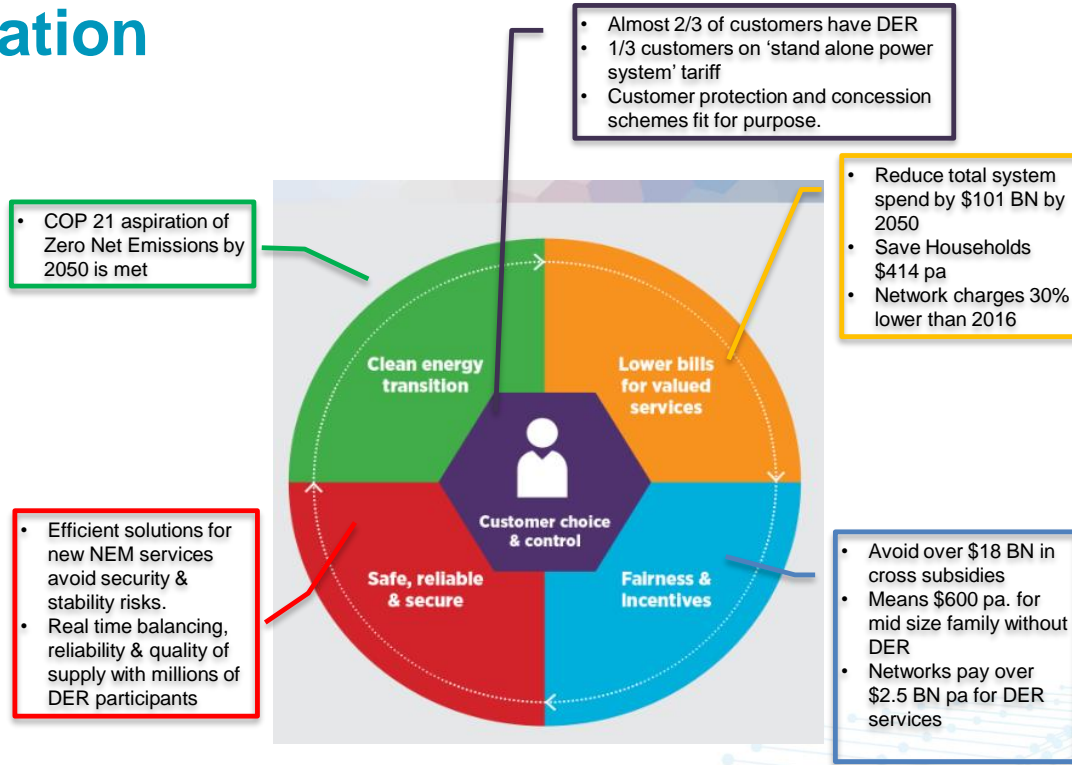 ation
• Almost 2/3 of customers have DER
• 1/3 customers on ‘stand alone power
system’ tariff
• Customer protection and concession
schemes fit for purpose.
• Reduce total system
spend by $101 BN by
2050
• Save Households
$414 pa
• Network charges 30%
lower than 2016
• COP 21 aspiration of
Zero Net Emissions by
2050 is met
Clean energy
transition
Lower bills
for valued
services
Customer choice
& control
Safe, reliable
& secure
Fairness &
Incentives
• Efficient solutions for
new NEM services
avoid security &
stability risks.
• Real time balancing,
reliability & quality of
supply with millions of
DER participants
• Avoid over $18 BN in
cross subsidies
• Means $600 pa. for
mid size family without
DER
• Networks pay over
$2.5 BN pa for DER
services